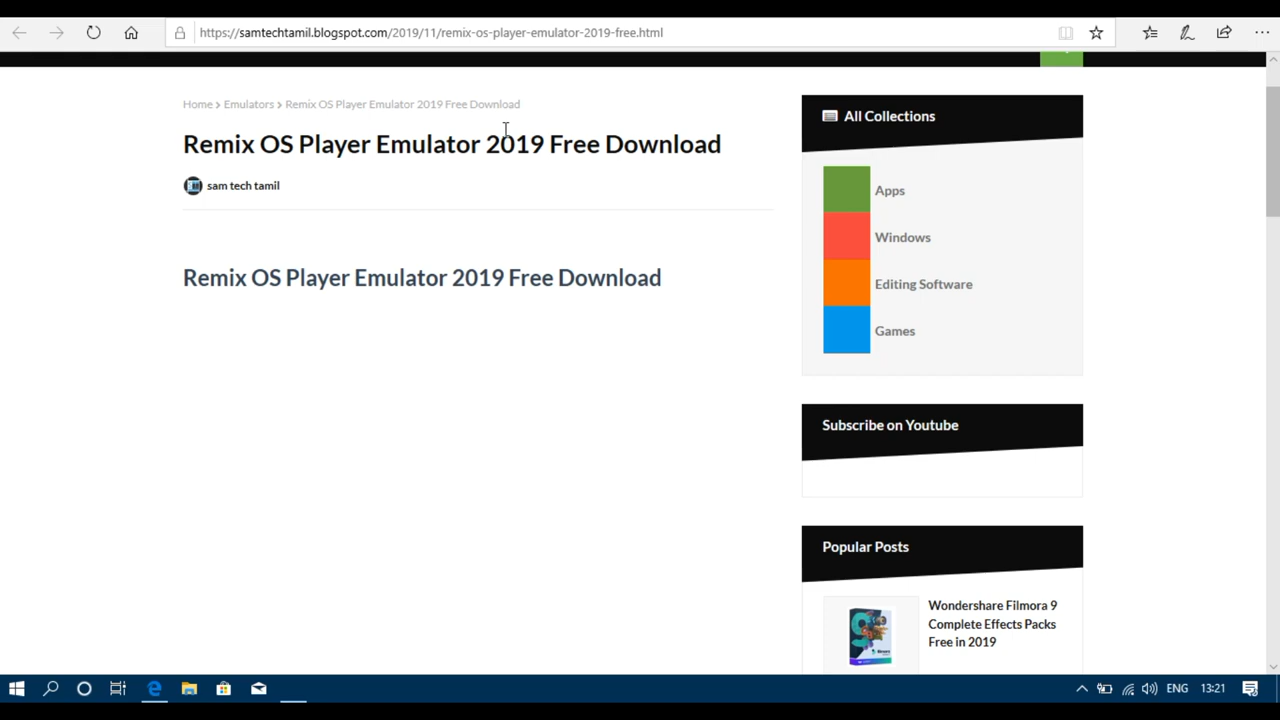 https://samtechtamil.blogspot.com/2019/11/remix-os-player-emulator-2019-free.html
Home > Emulators > Remix OS Player Emulator 2019 Free Download
Remix OS Player Emulator 2019 Free Download
sam tech tamil
Remix OS Player Emulator 2019 Free Download
All Collections
Apps
Windows
Editing Software
Games
Subscribe on Youtube
Popular Posts
Wondershare Filmora 9
Complete Effects Packs
Free in 2019
ENG 13:21